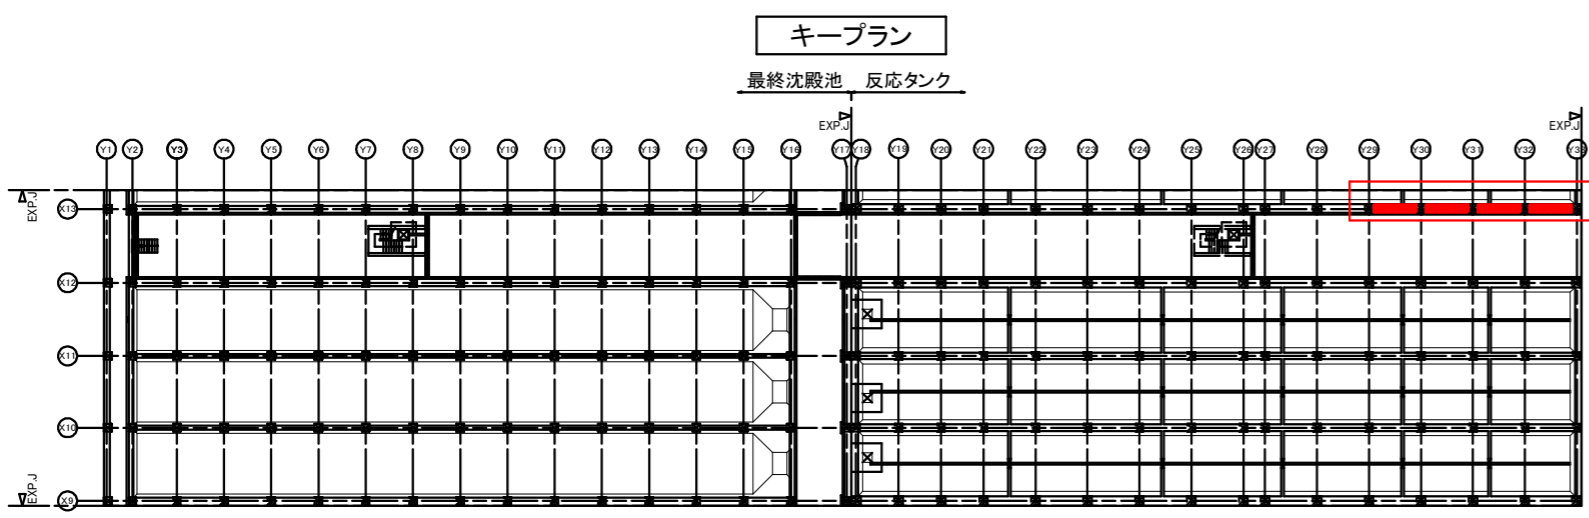 キープラン
最終沈殿池 反応タンク
EXP.J EXP.J
Y1 Y2 Y3 Y4 Y5 Y6 Y7 Y8 Y9 Y10 Y11 Y12 Y13 Y14 Y15 Y16 Y17 Y18 Y19 Y20 Y21 Y22 Y23 Y24 Y25 Y26 Y27 Y28 Y29 Y30 Y31 Y32 Y33
EXP.J
X13
X12
X11
X10
EXP.J
X9